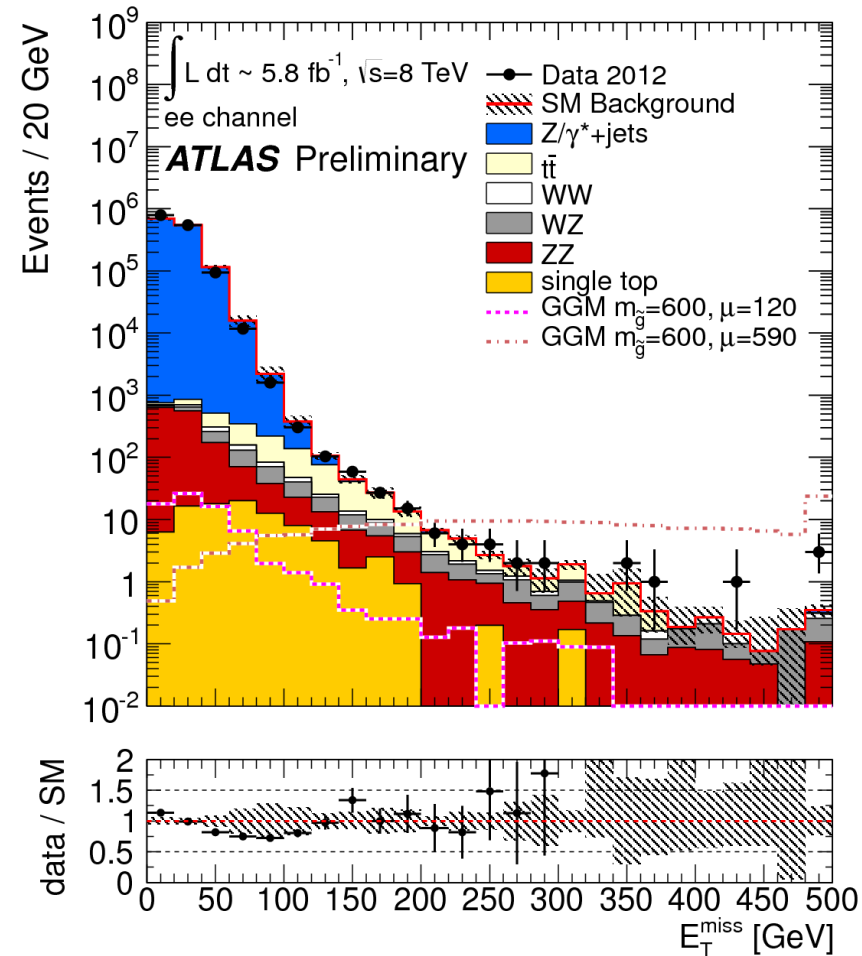 ∫ L dt ~ 5.8 fb⁻¹, √s=8 TeV
ee channel
ATLAS Preliminary
Data 2012
SM Background
Z/γ*+jets
tt̄
WW
WZ
ZZ
single top
GGM m_g̃=600, μ=120
GGM m_g̃=600, μ=590
Events / 20 GeV
10⁹
10⁸
10⁷
10⁶
10⁵
10⁴
10³
10²
10
1
10⁻¹
10⁻²
data / SM
2
1.5
1
0.5
0
0 50 100 150 200 250 300 350 400 450 500
E_T^miss [GeV]